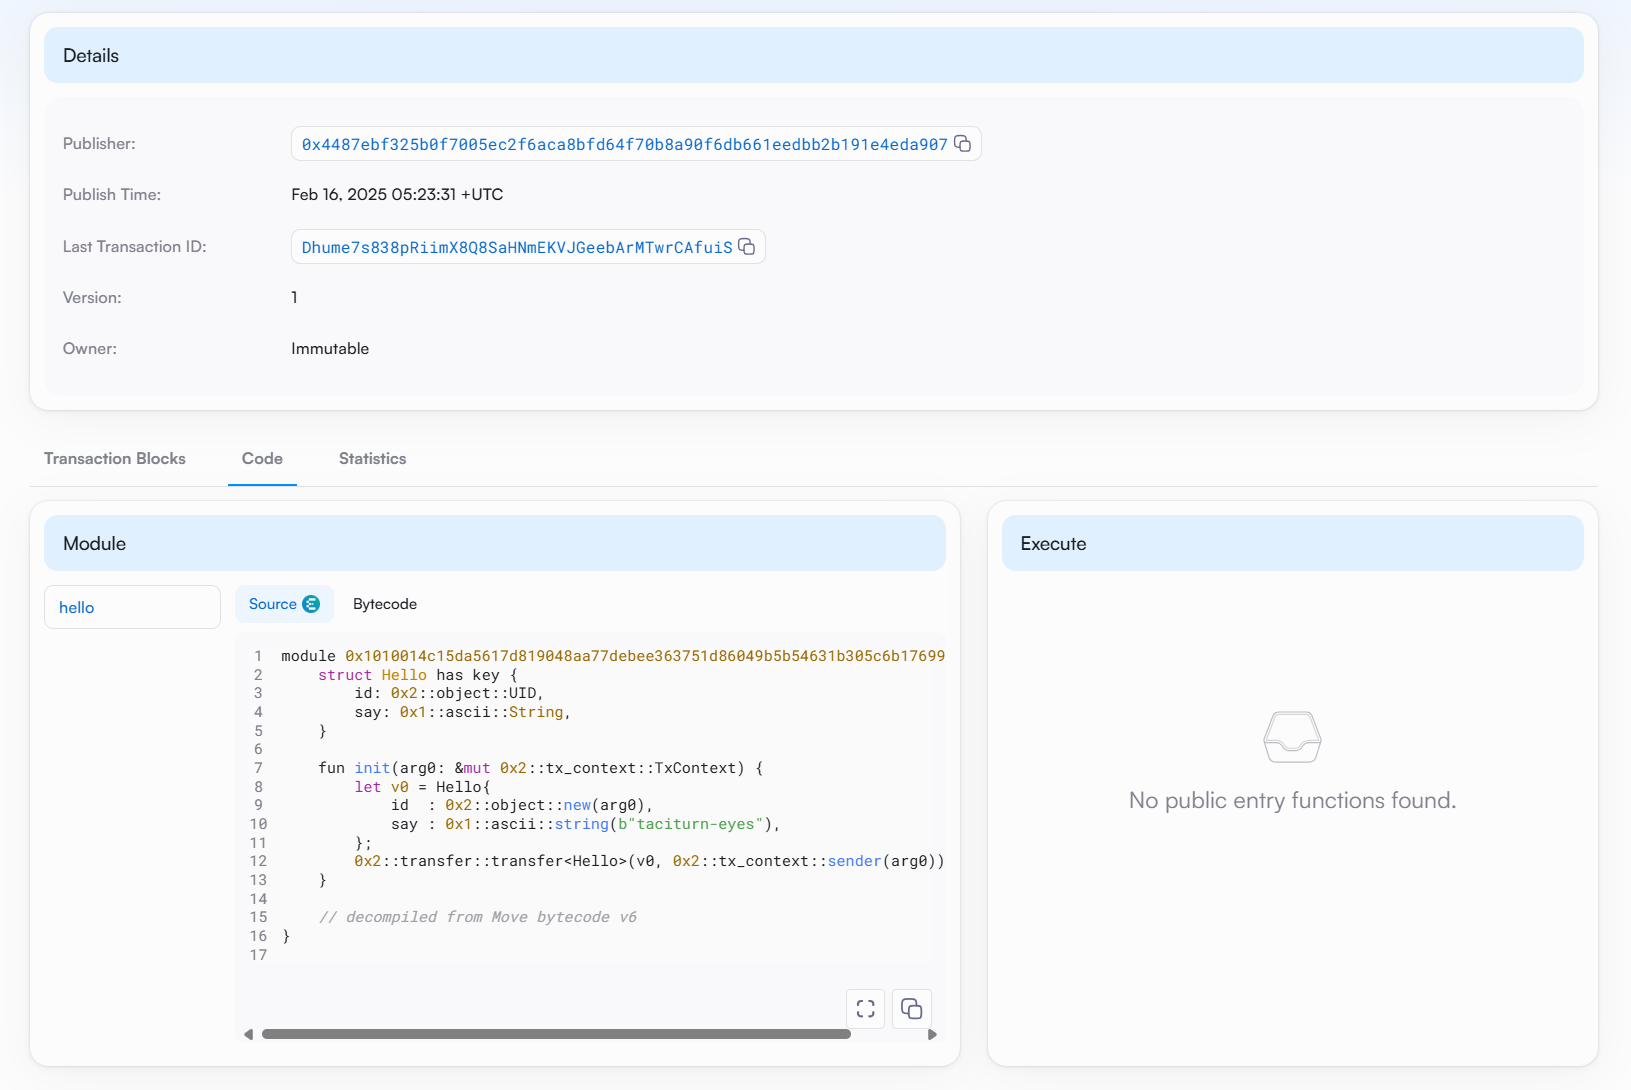 Details
Publisher: 0x4487ebf325b0f7005ec2f6aca8bfd64f70b8a90f6db661eedbb2b191e4eda907
Publish Time: Feb 16, 2025 05:23:31 +UTC
Last Transaction ID: Dhume7s838pRiimX8Q8SaHNmEKVJGeebArMTwrCAfuiS
Version: 1
Owner: Immutable
Transaction Blocks Code Statistics
Module
hello
Source Bytecode
1 module 0x1010014c15da5617d819048aa77debee363751d86049b5b54631b305c6b17699
2     struct Hello has key {
3         id: 0x2::object::UID,
4         say: 0x1::ascii::String,
5     }
6
7     fun init(arg0: &mut 0x2::tx_context::TxContext) {
8         let v0 = Hello{
9             id  : 0x2::object::new(arg0),
10             say : 0x1::ascii::string(b"taciturn-eyes"),
11         };
12         0x2::transfer::transfer<Hello>(v0, 0x2::tx_context::sender(arg0))
13     }
14
15     // decompiled from Move bytecode v6
16 }
17
Execute
No public entry functions found.